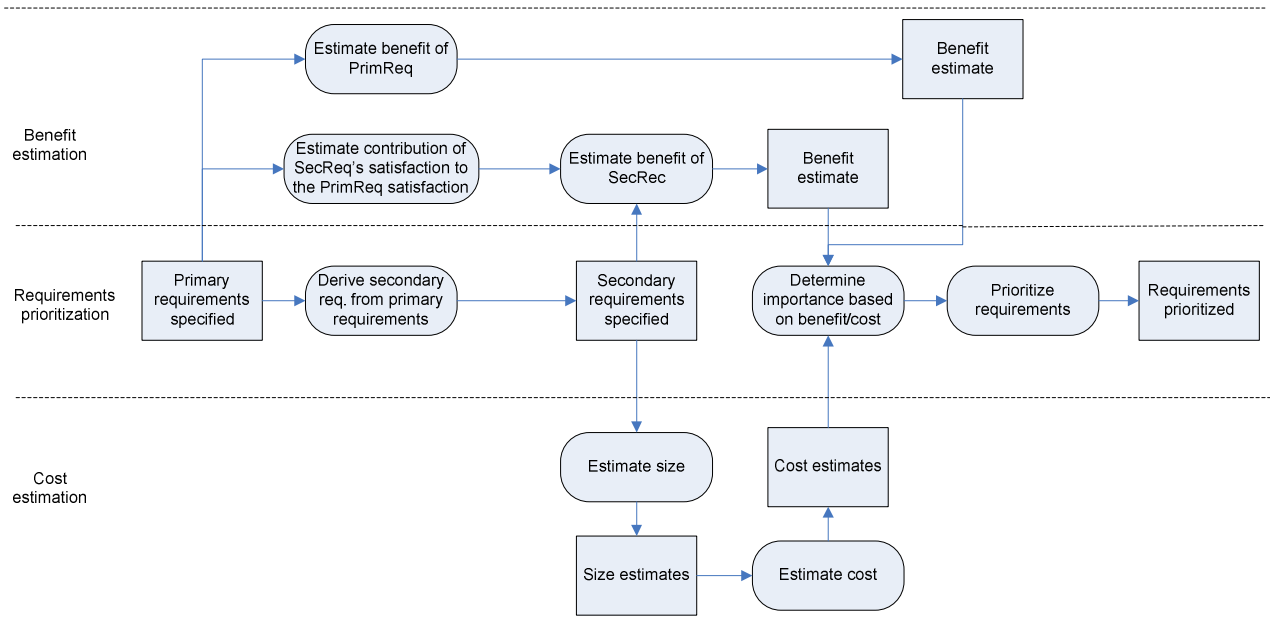 Estimate benefit of
PrimReq
Benefit
estimate
Benefit
estimation
Estimate contribution of
SecReq's satisfaction to
the PrimReq satisfaction
Estimate benefit of
SecRec
Benefit
estimate
Requirements
prioritization
Primary
requirements
specified
Derive secondary
req. from primary
requirements
Secondary
requirements
specified
Determine
importance based
on benefit/cost
Prioritize
requirements
Requirements
prioritized
Cost
estimation
Estimate size
Cost estimates
Size estimates
Estimate cost